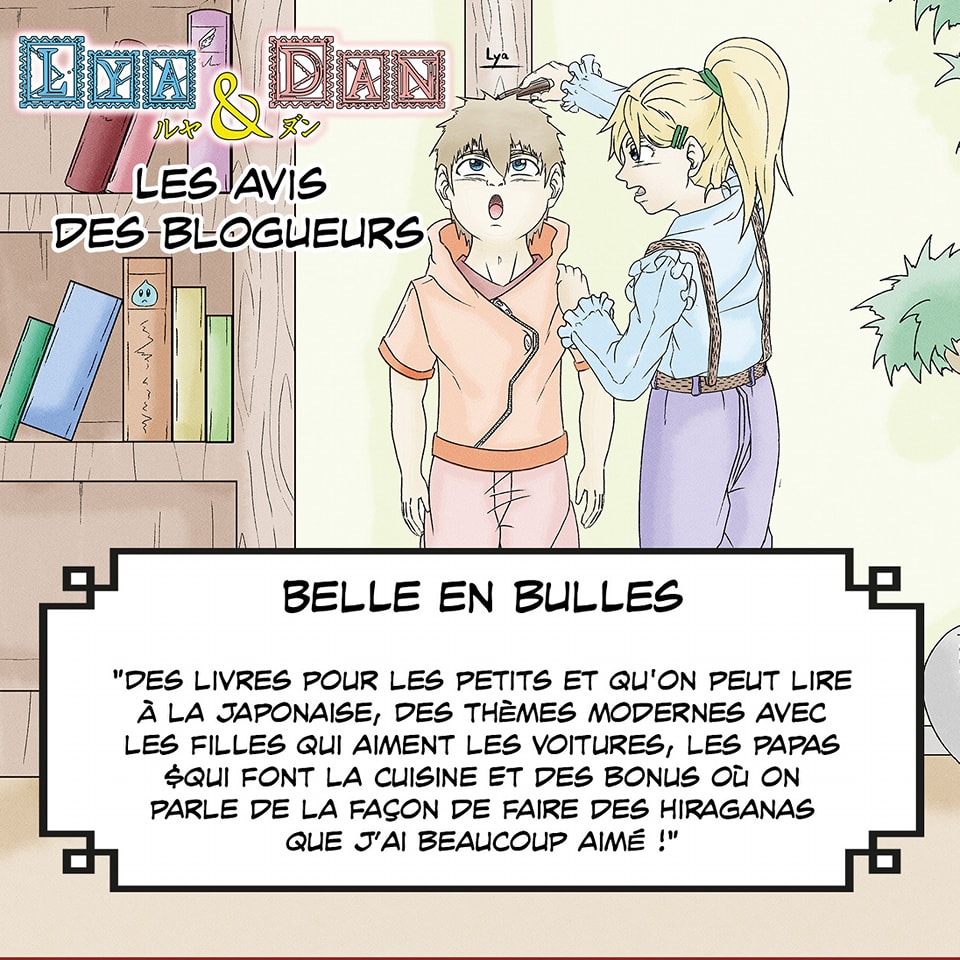 Lya
LYA & DAN
ルヤ ダン
LES AVIS
DES BLOGUEURS
BELLE EN BULLES
"DES LIVRES POUR LES PETITS ET QU'ON PEUT LIRE
À LA JAPONAISE, DES THÈMES MODERNES AVEC
LES FILLES QUI AIMENT LES VOITURES, LES PAPAS
$QUI FONT LA CUISINE ET DES BONUS OÙ ON
PARLE DE LA FAÇON DE FAIRE DES HIRAGANAS
QUE J'AI BEAUCOUP AIMÉ !"